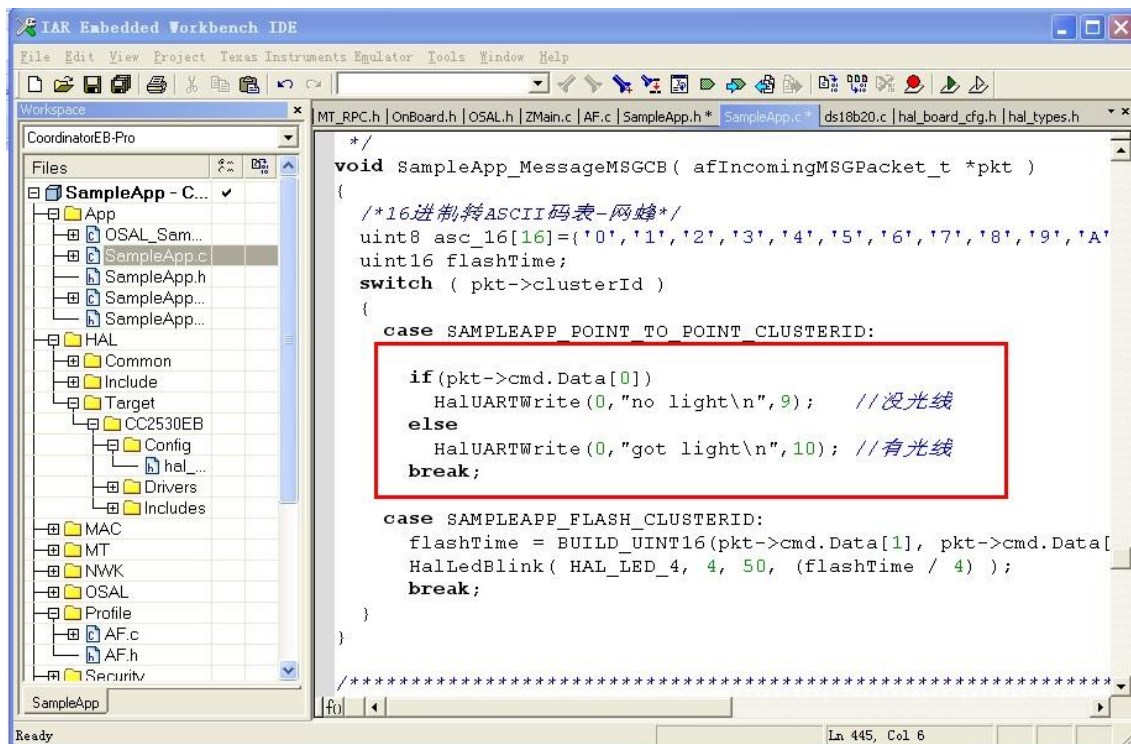 IAR Embedded Workbench IDE
File Edit View Project Texas Instruments Emulator Tools Window Help
Workspace
MT_RPC.h | OnBoard.h | OSAL.h | ZMain.c | AF.c | SampleApp.h * SampleApp.c * ds18b20.c | hal_board_cfg.h | hal_types.h
CoordinatorEB-Pro
Files
SampleApp - C...
App
OSAL_Sam...
SampleApp.c
SampleApp.h
SampleApp...
SampleApp...
HAL
Common
Include
Target
CC2530EB
Config
hal_...
Drivers
Includes
MAC
MT
NWK
OSAL
Profile
AF.c
AF.h
Security
SampleApp
*/
void SampleApp_MessageMSGCB( afIncomingMSGPacket_t *pkt )
{
/*16进制转ASCII码表-网蜂*/
uint8 asc_16[16]={'0','1','2','3','4','5','6','7','8','9','A'
uint16 flashTime;
switch ( pkt->clusterId )
{
case SAMPLEAPP_POINT_TO_POINT_CLUSTERID:
if(pkt->cmd.Data[0])
HalUARTWrite(0,"no light\n",9); //没光线
else
HalUARTWrite(0,"got light\n",10); //有光线
break;
case SAMPLEAPP_FLASH_CLUSTERID:
flashTime = BUILD_UINT16(pkt->cmd.Data[1], pkt->cmd.Data[
HalLedBlink( HAL_LED_4, 4, 50, (flashTime / 4) );
break;
}
}
/*********************************************************************
f0
Ready
Ln 445, Col 6